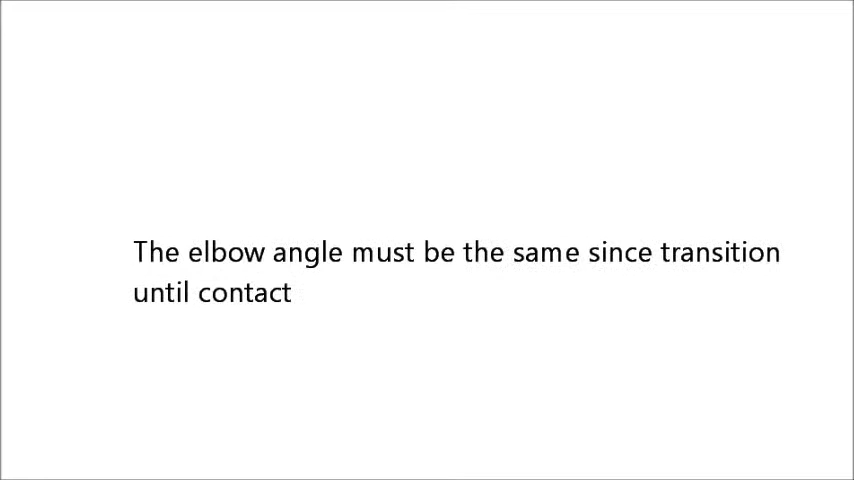 The elbow angle must be the same since transition
until contact